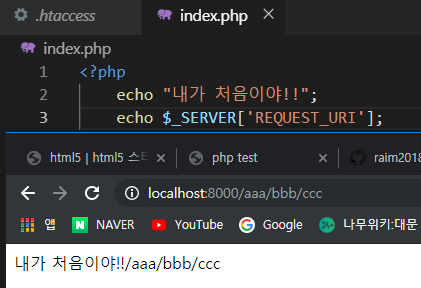 .htaccess
index.php
index.php
1 <?php
2 echo "내가 처음이야!!";
3 echo $_SERVER['REQUEST_URI'];
html5 | html5 스
php test
raim2018
localhost:8000/aaa/bbb/ccc
앱 NAVER YouTube Google 나무위키:대문
내가 처음이야!!/aaa/bbb/ccc